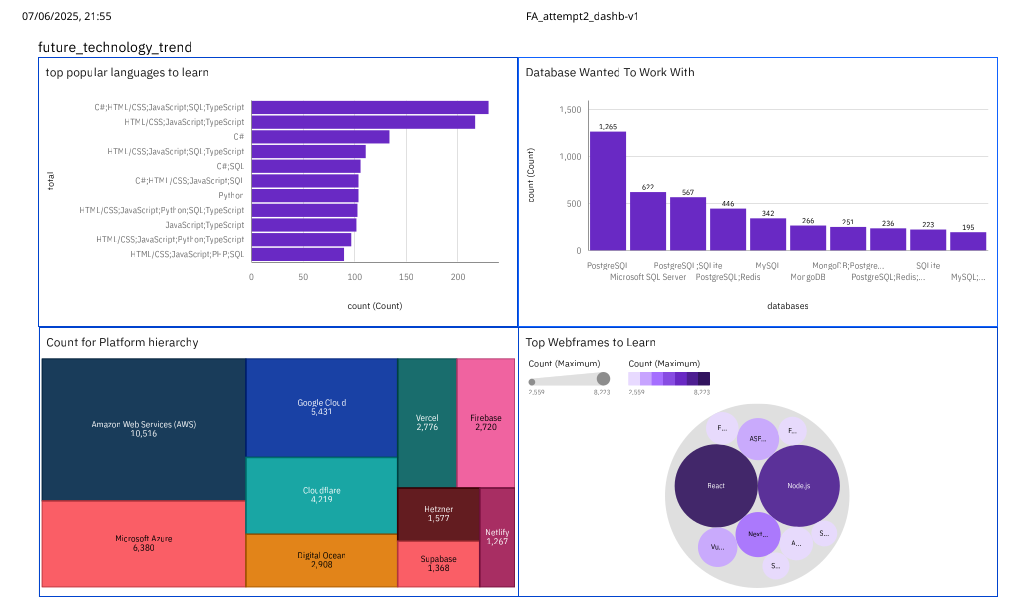 07/06/2025, 21:55
FA_attempt2_dashb-v1
future_technology_trend
top popular languages to learn
C#;HTML/CSS;JavaScript;SQL;TypeScript
HTML/CSS;JavaScript;TypeScript
C#
HTML/CSS;JavaScript;SQL;TypeScript
C#;SQL
C#;HTML/CSS;JavaScript;SQL
Python
HTML/CSS;JavaScript;Python;SQL;TypeScript
JavaScript;TypeScript
HTML/CSS;JavaScript;Python;TypeScript
HTML/CSS;JavaScript;PHP;SQL
total
0 50 100 150 200
count (Count)
Database Wanted To Work With
count (Count)
1,500
1,000
500
0
1,265
622
567
446
342
266
251
236
223
195
PostgreSQL PostgreSQL;SQLite MySQL MongoDB;Postgre... SQLite
Microsoft SQL Server PostgreSQL;Redis MongoDB PostgreSQL;Redis;... MySQL;...
databases
Count for Platform hierarchy
Amazon Web Services (AWS)
10,516
Microsoft Azure
6,380
Google Cloud
5,431
Cloudflare
4,219
Digital Ocean
2,908
Vercel
2,776
Firebase
2,720
Hetzner
1,577
Supabase
1,368
Netlify
1,267
Top Webframes to Learn
Count (Maximum) Count (Maximum)
2,559 8,773 2,559 8,773
F...
ASF...
F...
React
Node.js
Next...
Vu...
A...
S...
S...